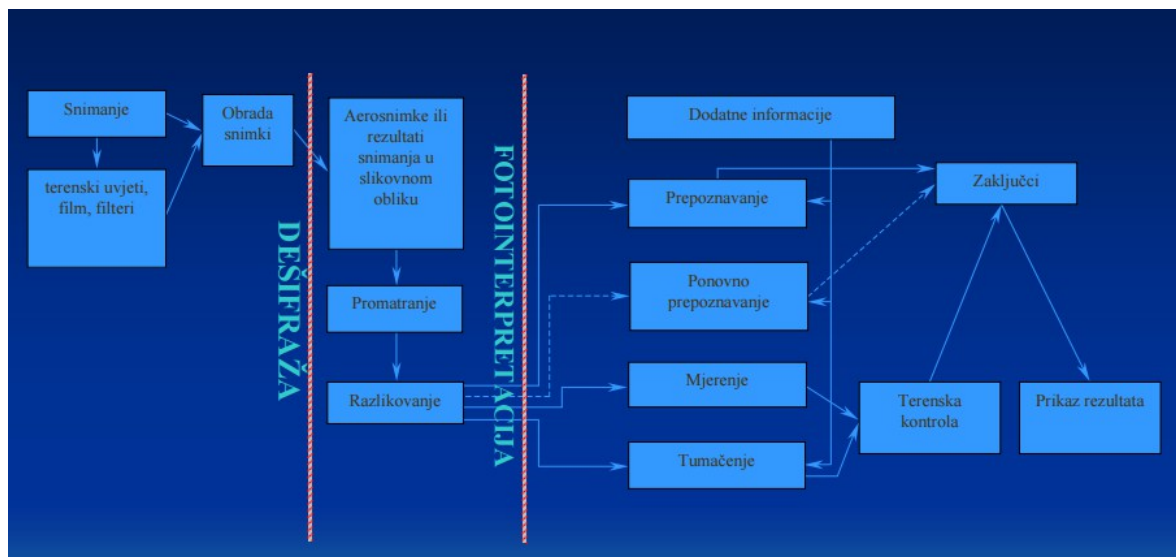 Snimanje
terenski uvjeti,
film, filteri
Obrada
snimki
DEŠIFRAŽA
Aerosnimke ili
rezultati
snimanja u
slikovnom
obliku
Promatranje
Razlikovanje
FOTOINTERPRETACIJA
Dodatne informacije
Prepoznavanje
Ponovno
prepoznavanje
Mjerenje
Tumačenje
Zaključci
Terenska
kontrola
Prikaz rezultata